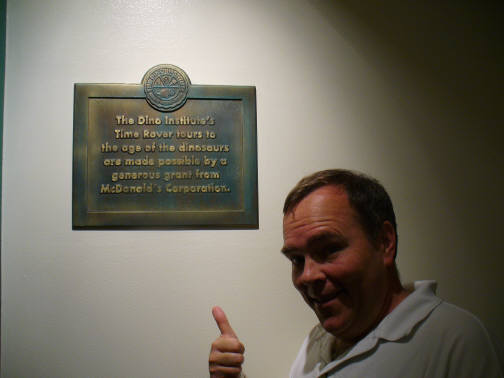 The Dino Institute's
Time Rover tours to
the age of the dinosaurs
are made possible by a
generous grant from
McDonald's Corporation.